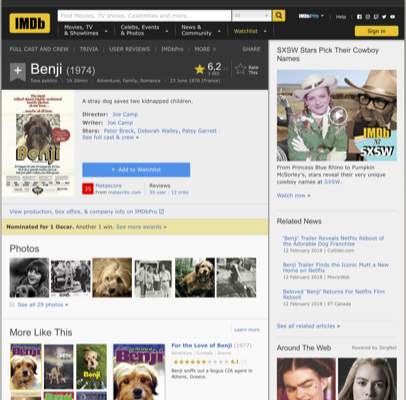 IMDb
Find Movies, TV shows, Celebrities and more...
All
IMDbPro
Help
Movies, TV
& Showtimes
Celebs, Events
& Photos
News &
Community
Watchlist
Sign in
FULL CAST AND CREW | TRIVIA | USER REVIEWS | IMDbPro | MORE
SHARE
Benji (1974)
Tous publics | 1h 26min | Adventure, Family, Romance | 23 June 1976 (France)
6,2
Rate
This
A stray dog saves two kidnapped children.
Director: Joe Camp
Writer: Joe Camp
Stars: Peter Breck, Deborah Walley, Patsy Garrett |
See full cast & crew »
+ Add to Watchlist
Metascore
From metacritic.com
Reviews
39 user | 12 critic
View production, box office, & company info on IMDbPro
Nominated for 1 Oscar. Another 1 win. See more awards »
Photos
See all 29 photos »
More Like This
Learn more
For the Love of Benji (1977)
Adventure | Comedy | Drama
Benji sniffs out a bogus CIA agent in
Athens, Greece.
SXSW Stars Pick Their Cowboy
Names
IMDb
at
SXSW
From Princess Blue Rhino to Pumpkin
McSorley's, stars reveal their very unique
cowboy names at SXSW.
Watch now »
Related News
'Benji' Trailer Reveals Netflix Reboot of
the Adorable Dog Franchise
12 February 2018 | Collider.com
Benji Trailer Finds the Iconic Mutt a New
Home on Netflix
12 February 2018 | MovieWeb
Beloved 'Benji' Returns For Netflix Film
Reboot
12 February 2018 | ET Canada
See all related articles »
Around The Web
Powered by ZergNet